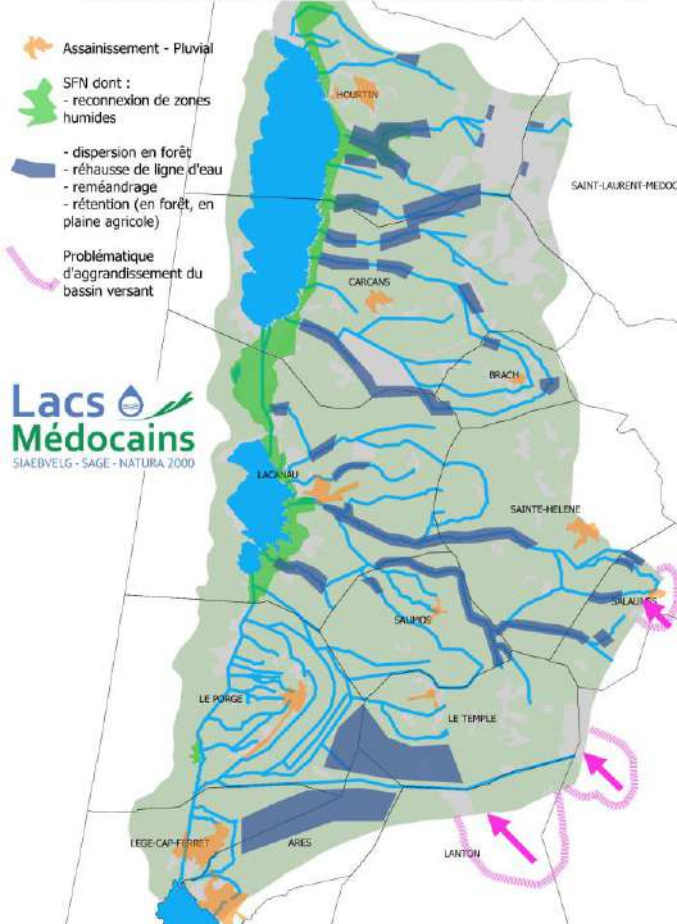 Assainissement - Pluvial
SFN dont :
- reconnexion de zones
humides
- dispersion en forêt
- réhausse de ligne d'eau
- reméandrage
- rétention (en forêt, en
plaine agricole)
Problématique
d'aggrandissement du
bassin versant
Lacs
Médocains
SIAEBVELG - SAGE - NATURA 2000
HOURTIN
SAINT-LAURENT-MEDOC
CARCANS
BRACH
LACANAU
SAINTE-HELENE
SALAUNES
SAUMOS
LE PORGE
LE TEMPLE
LEGE-CAP-FERRET
ARES
LANTON